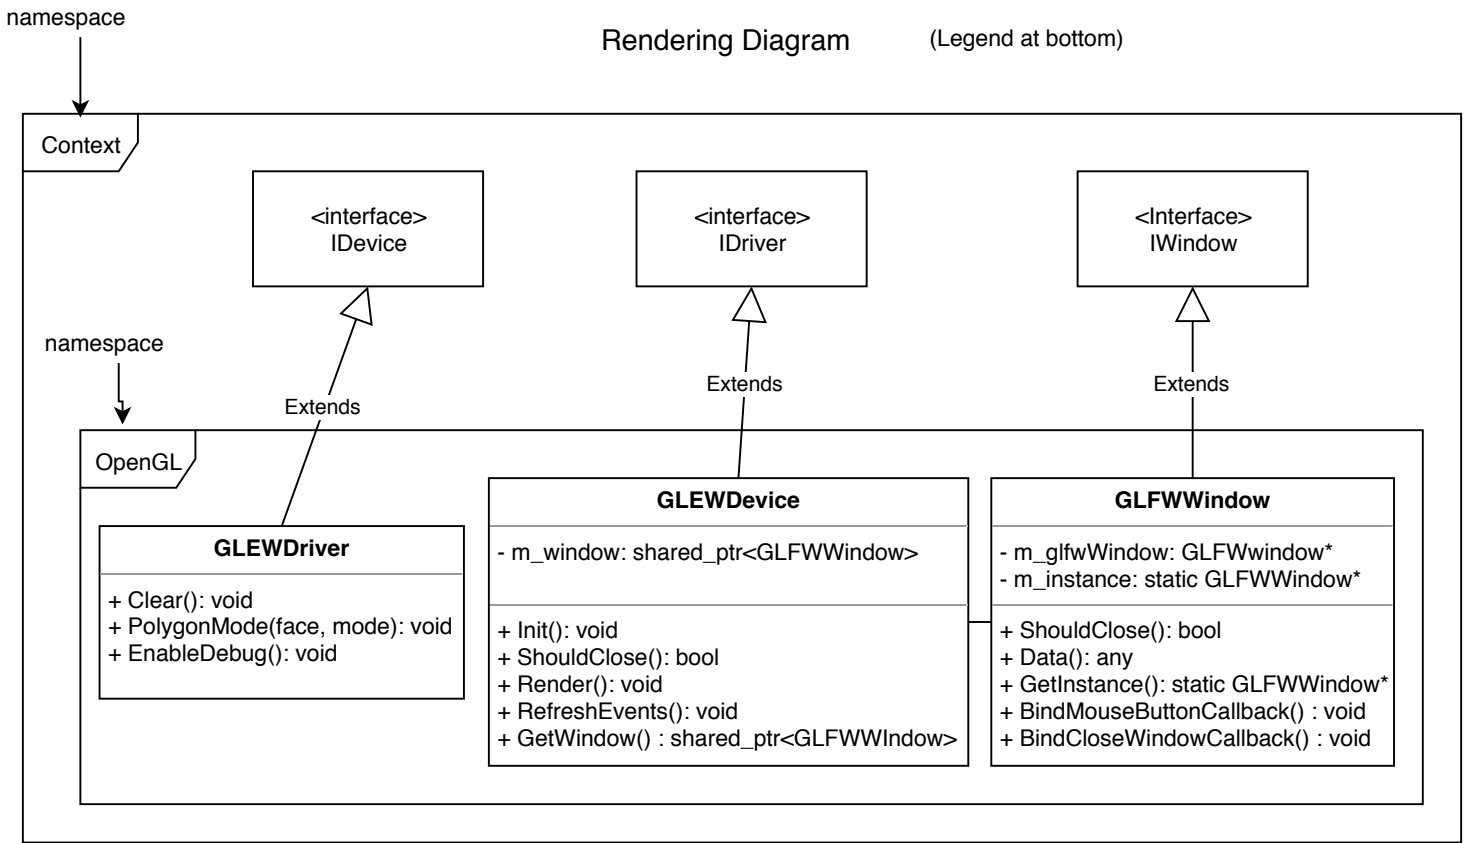 namespace
Rendering Diagram
(Legend at bottom)
Context
<interface>
IDevice
<interface>
IDriver
<Interface>
IWindow
namespace
Extends
Extends
Extends
OpenGL
GLEWDriver
+ Clear(): void
+ PolygonMode(face, mode): void
+ EnableDebug(): void
GLEWDevice
- m_window: shared_ptr<GLFWWindow>
+ Init(): void
+ ShouldClose(): bool
+ Render(): void
+ RefreshEvents(): void
+ GetWindow() : shared_ptr<GLFWWIndow>
GLFWWindow
- m_glfwWindow: GLFWwindow*
- m_instance: static GLFWWindow*
+ ShouldClose(): bool
+ Data(): any
+ GetInstance(): static GLFWWindow*
+ BindMouseButtonCallback() : void
+ BindCloseWindowCallback() : void